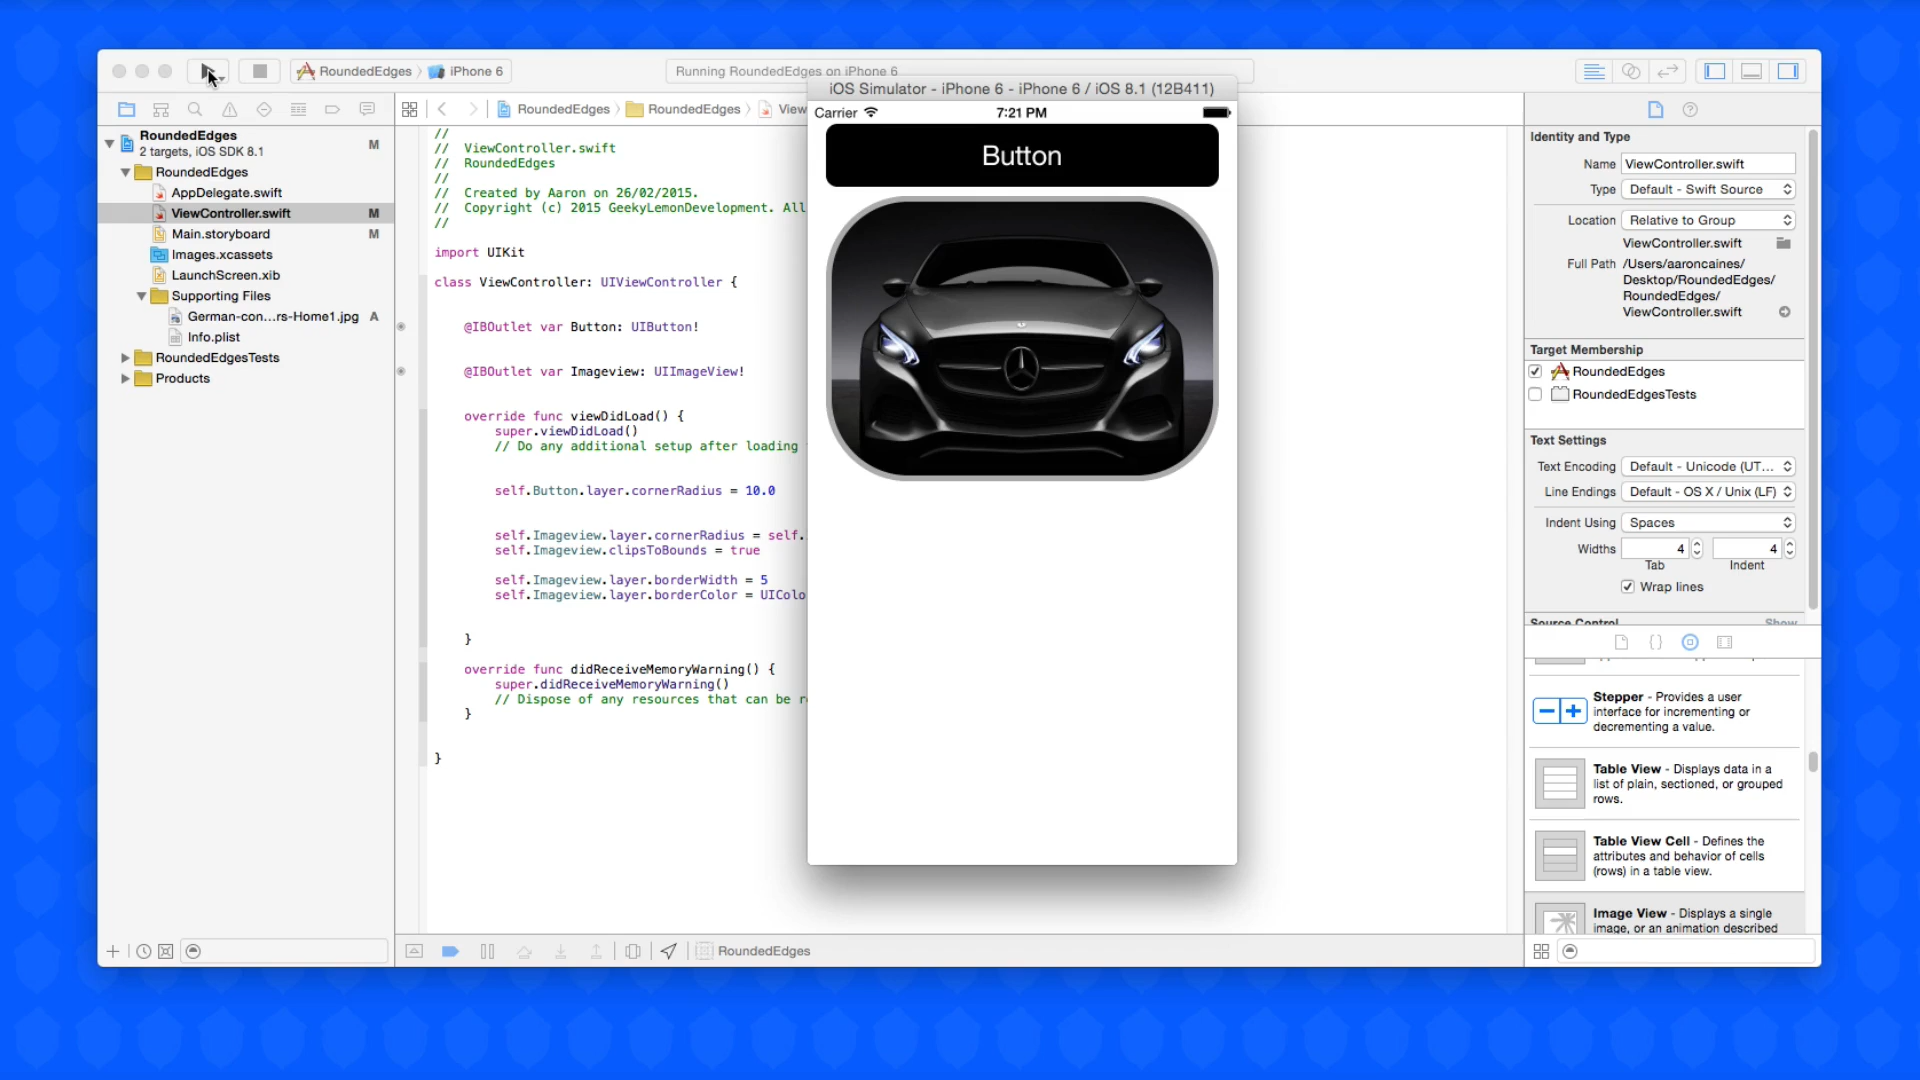 RoundedEdges
iPhone 6
Running RoundedEdges on iPhone 6
RoundedEdges
2 targets, iOS SDK 8.1
M
RoundedEdges
AppDelegate.swift
ViewController.swift
M
Main.storyboard
M
Images.xcassets
LaunchScreen.xib
Supporting Files
German-con...rs-Home1.jpg
A
Info.plist
RoundedEdgesTests
Products
RoundedEdges
RoundedEdges
View
//
// ViewController.swift
// RoundedEdges
//
// Created by Aaron on 26/02/2015.
// Copyright (c) 2015 GeekyLemonDevelopment. All
//
import UIKit
class ViewController: UIViewController {
@IBOutlet var Button: UIButton!
@IBOutlet var Imageview: UIImageView!
override func viewDidLoad() {
super.viewDidLoad()
// Do any additional setup after loading
self.Button.layer.cornerRadius = 10.0
self.Imageview.layer.cornerRadius = self.
self.Imageview.clipsToBounds = true
self.Imageview.layer.borderWidth = 5
self.Imageview.layer.borderColor = UIColo
}
override func didReceiveMemoryWarning() {
super.didReceiveMemoryWarning()
// Dispose of any resources that can be
}
}
RoundedEdges
iOS Simulator - iPhone 6 - iPhone 6 / iOS 8.1 (12B411)
Carrier
7:21 PM
Button
Identity and Type
Name
ViewController.swift
Type
Default - Swift Source
Location
Relative to Group
ViewController.swift
Full Path
/Users/aaroncaines/
Desktop/RoundedEdges/
RoundedEdges/
ViewController.swift
Target Membership
RoundedEdges
RoundedEdgesTests
Text Settings
Text Encoding
Default - Unicode (UT...
Line Endings
Default - OS X / Unix (LF)
Indent Using
Spaces
Widths
4
4
Tab
Indent
Wrap lines
Source Control
Show
{}
Stepper - Provides a user
interface for incrementing or
decrementing a value.
Table View - Displays data in a
list of plain, sectioned, or grouped
rows.
Table View Cell - Defines the
attributes and behavior of cells
(rows) in a table view.
Image View - Displays a single
image, or an animation described